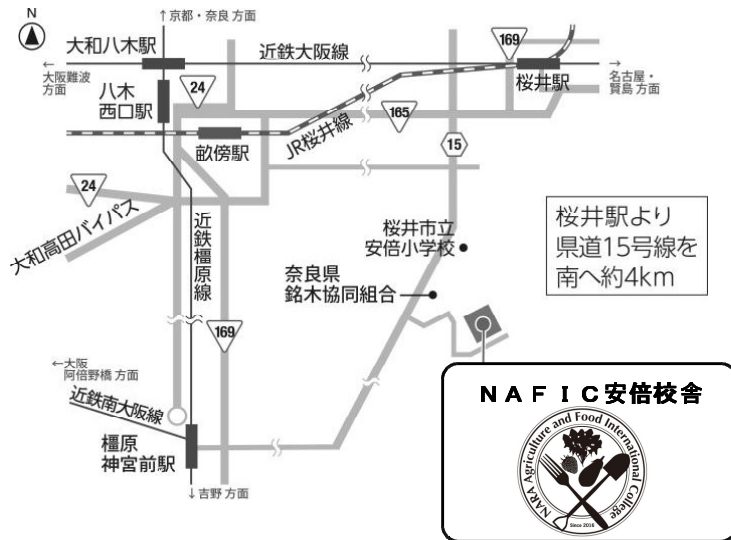 N
↑京都・奈良 方面
大和八木駅
近鉄大阪線
169
桜井駅
←
大阪難波
方面
→
名古屋・
賢島 方面
八木
西口駅
24
165
畝傍駅
JR桜井線
15
24
大和高田バイパス
近鉄橿原線
桜井市立
安倍小学校
奈良県
銘木協同組合
桜井駅より
県道15号線を
南へ約4km
169
←大阪
阿倍野橋 方面
近鉄南大阪線
橿原
神宮前駅
↓吉野 方面
NAFIC安倍校舎
NARA Agriculture and Food International College
Since 2016